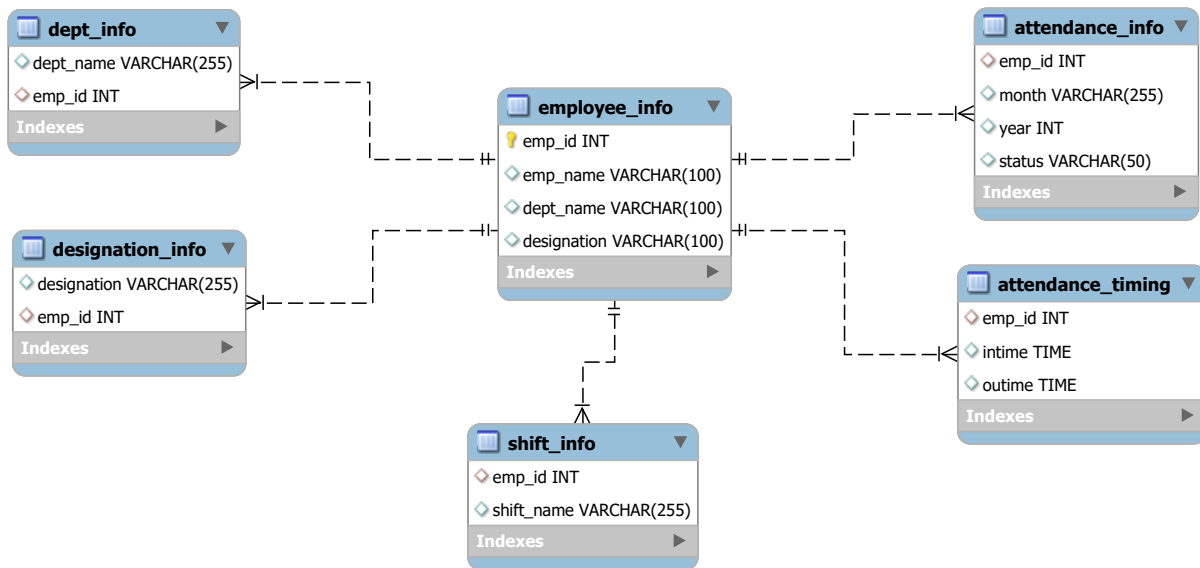 dept_info
dept_name VARCHAR(255)
emp_id INT
Indexes
designation_info
designation VARCHAR(255)
emp_id INT
Indexes
employee_info
emp_id INT
emp_name VARCHAR(100)
dept_name VARCHAR(100)
designation VARCHAR(100)
Indexes
shift_info
emp_id INT
shift_name VARCHAR(255)
Indexes
attendance_info
emp_id INT
month VARCHAR(255)
year INT
status VARCHAR(50)
Indexes
attendance_timing
emp_id INT
intime TIME
outime TIME
Indexes